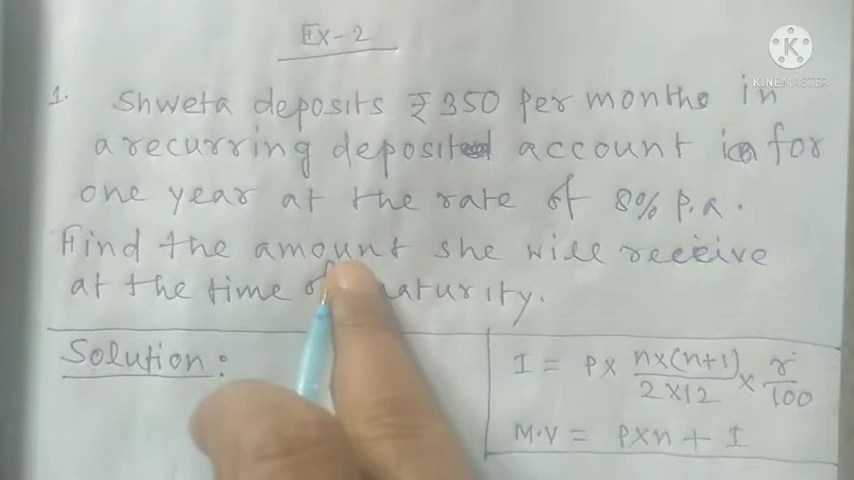 Ex-2
1. Shweta deposits ₹350 per months in
a recurring deposit account for
one year at the rate of 8% P.A.
Find the amount she will receive
at the time of maturity.
Solution:
I = P× n×(n+1)/2×12 × r/100
M.V = P×n + I
K
KINEMASTER